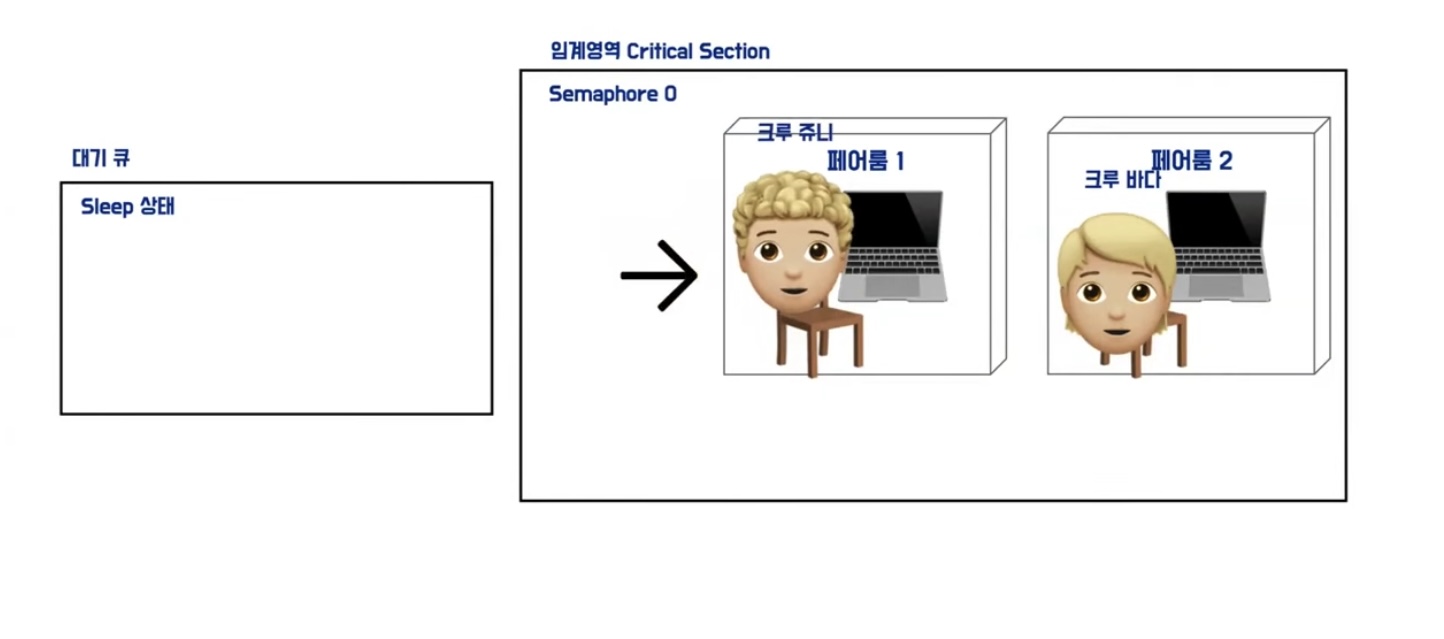 임계영역 Critical Section
Semaphore 0
대기 큐
Sleep 상태
크루 쥬니
페어룸 1
페어룸 2
크루 바다